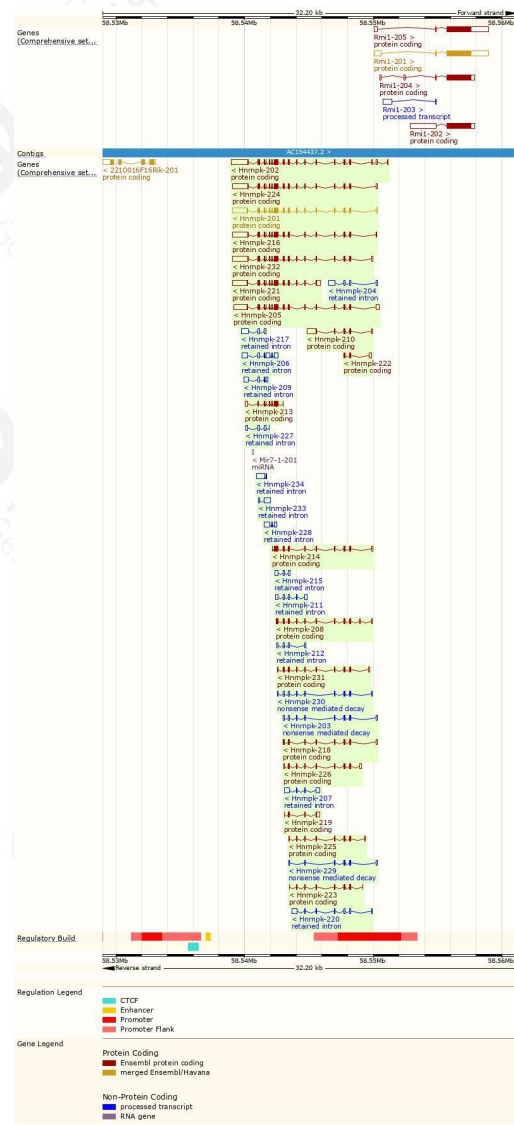 32.20 kb
Forward strand
58.53Mb 58.54Mb 58.55Mb 58.56Mb
Genes
(Comprehensive set...
Rmi1-205 >
protein coding
Rmi1-201 >
protein coding
Rmi1-204 >
protein coding
Rmi1-203 >
processed transcript
Rmi1-202 >
protein coding
Contigs
AC154437.2 >
Genes
(Comprehensive set...
< 2210016F16Rik-201
protein coding
< Hnrnpk-202
protein coding
< Hnrnpk-224
protein coding
< Hnrnpk-201
protein coding
< Hnrnpk-216
protein coding
< Hnrnpk-232
protein coding
< Hnrnpk-221
protein coding
< Hnrnpk-204
retained intron
< Hnrnpk-205
protein coding
< Hnrnpk-217
retained intron
< Hnrnpk-210
protein coding
< Hnrnpk-206
retained intron
< Hnrnpk-222
protein coding
< Hnrnpk-209
retained intron
< Hnrnpk-213
protein coding
< Hnrnpk-227
retained intron
< Mir7-1-201
miRNA
< Hnrnpk-234
retained intron
< Hnrnpk-233
retained intron
< Hnrnpk-228
retained intron
< Hnrnpk-214
protein coding
< Hnrnpk-215
retained intron
< Hnrnpk-211
retained intron
< Hnrnpk-208
protein coding
< Hnrnpk-212
retained intron
< Hnrnpk-231
protein coding
< Hnrnpk-230
nonsense mediated decay
< Hnrnpk-203
nonsense mediated decay
< Hnrnpk-218
protein coding
< Hnrnpk-226
protein coding
< Hnrnpk-207
retained intron
< Hnrnpk-219
protein coding
< Hnrnpk-225
protein coding
< Hnrnpk-229
nonsense mediated decay
< Hnrnpk-223
protein coding
< Hnrnpk-220
retained intron
Regulatory Build
58.53Mb 58.54Mb 58.55Mb 58.56Mb
Reverse strand
32.20 kb
Regulation Legend
CTCF
Enhancer
Promoter
Promoter Flank
Gene Legend
Protein Coding
Ensembl protein coding
merged Ensembl/Havana
Non-Protein Coding
processed transcript
RNA gene